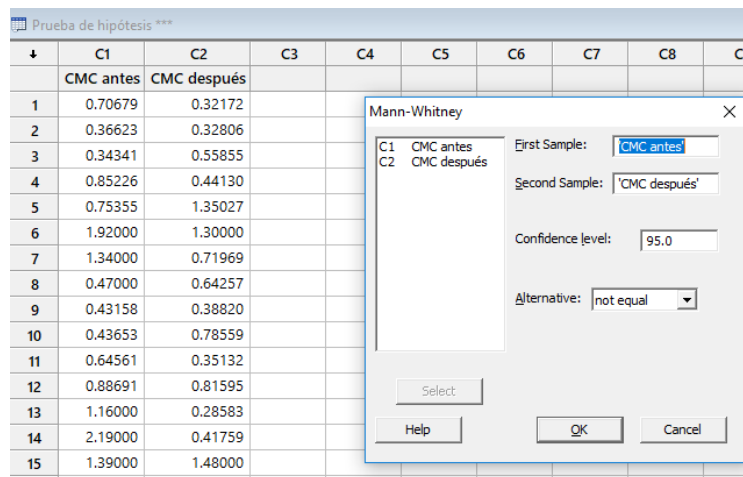 Prueba de hipótesis ***
↓ C1 C2 C3 C4 C5 C6 C7 C8 C
CMC antes CMC después
1 0.70679 0.32172
2 0.36623 0.32806
3 0.34341 0.55855
4 0.85226 0.44130
5 0.75355 1.35027
6 1.92000 1.30000
7 1.34000 0.71969
8 0.47000 0.64257
9 0.43158 0.38820
10 0.43653 0.78559
11 0.64561 0.35132
12 0.88691 0.81595
13 1.16000 0.28583
14 2.19000 0.41759
15 1.39000 1.48000
Mann-Whitney
C1 CMC antes
C2 CMC después
First Sample: 'CMC antes'
Second Sample: 'CMC después'
Confidence level: 95.0
Alternative: not equal
Select
Help OK Cancel